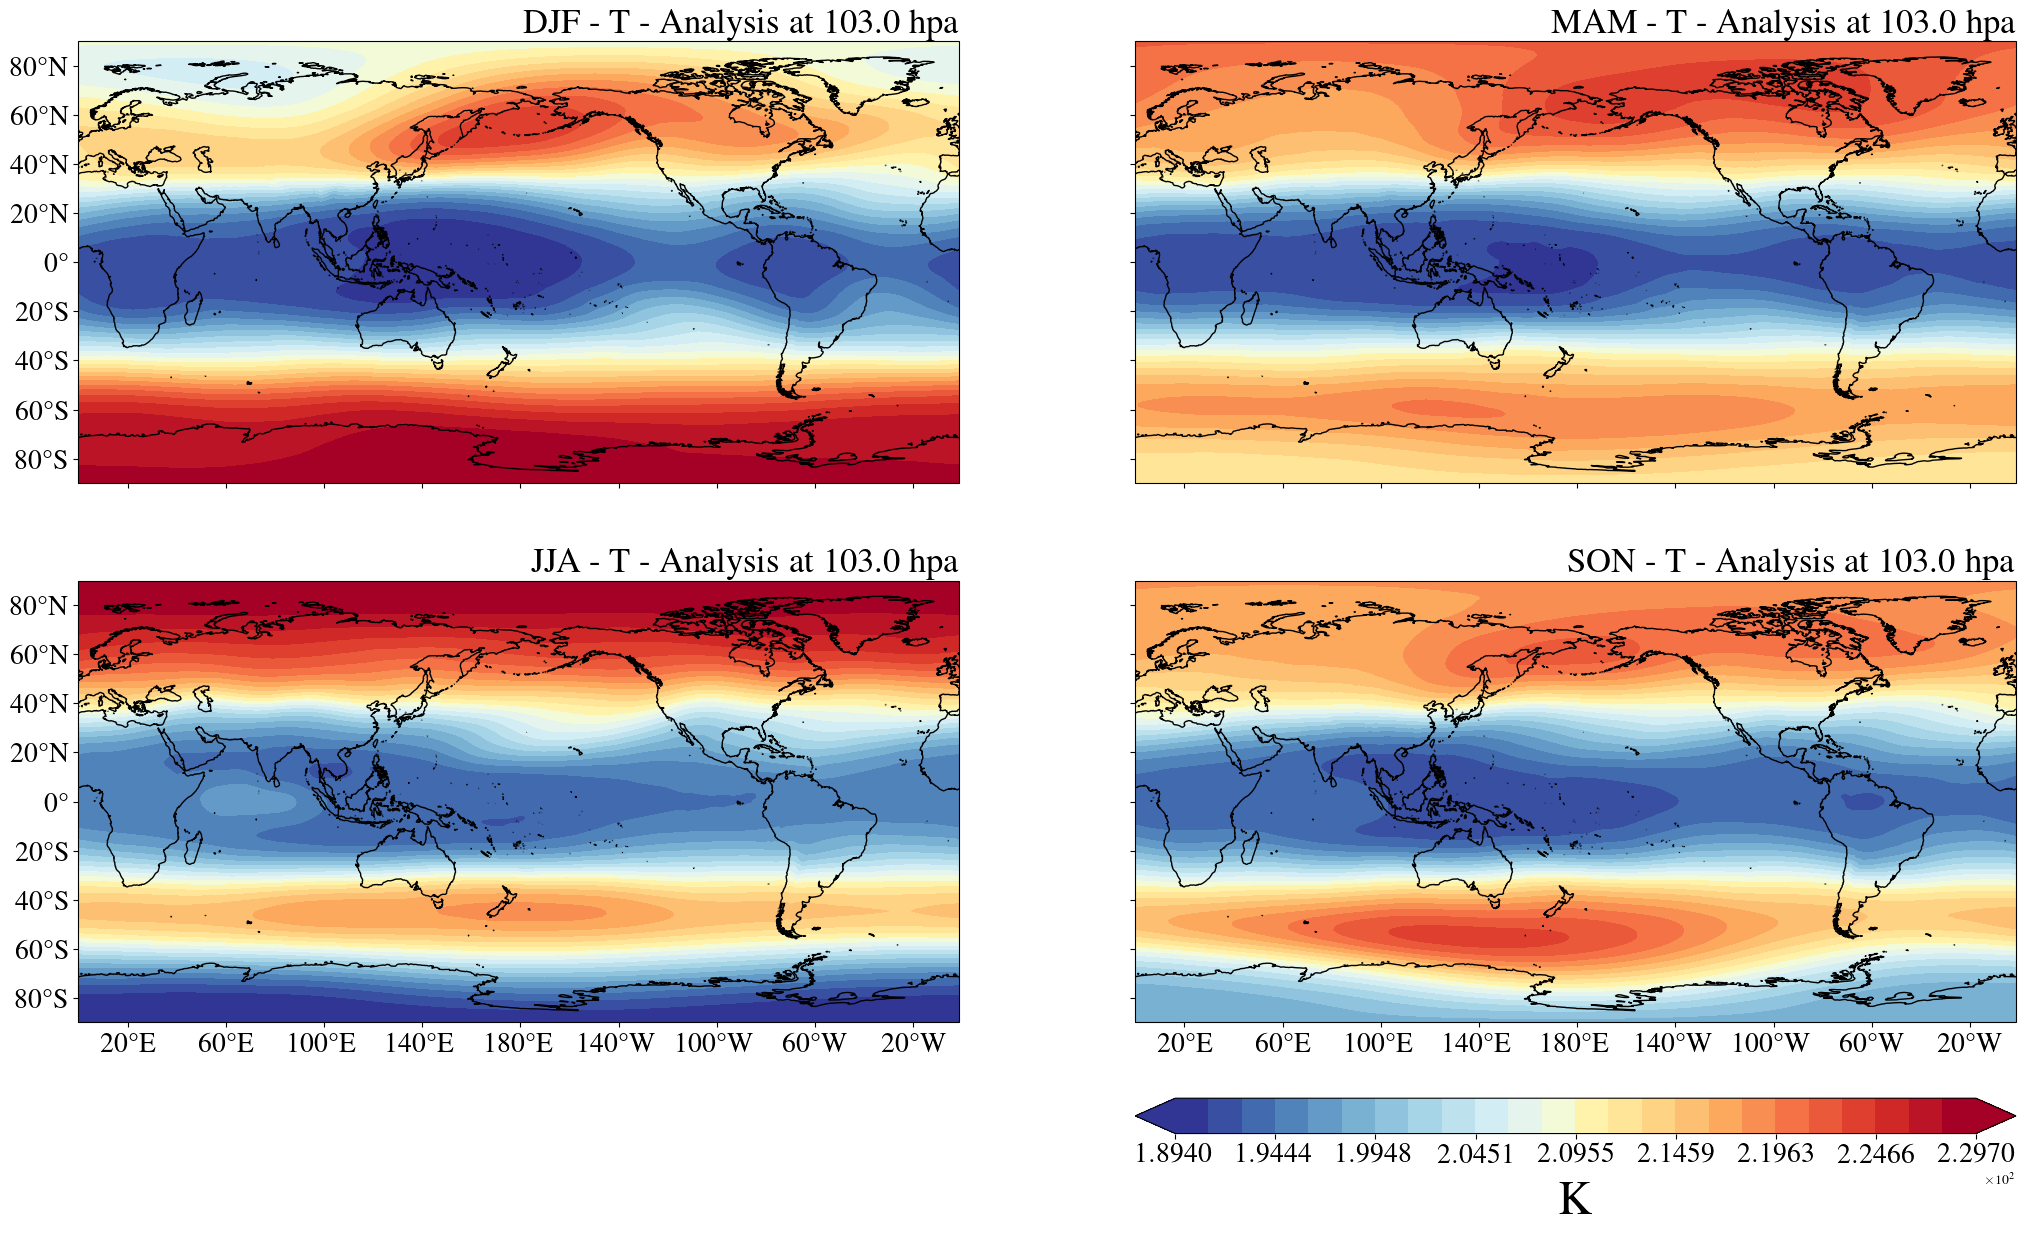 DJF - T - Analysis at 103.0 hpa
MAM - T - Analysis at 103.0 hpa
80°N
60°N
40°N
20°N
0°
20°S
40°S
60°S
80°S
JJA - T - Analysis at 103.0 hpa
SON - T - Analysis at 103.0 hpa
80°N
60°N
40°N
20°N
0°
20°S
40°S
60°S
80°S
20°E 60°E 100°E 140°E 180°E 140°W 100°W 60°W 20°W
20°E 60°E 100°E 140°E 180°E 140°W 100°W 60°W 20°W
1.8940 1.9444 1.9948 2.0451 2.0955 2.1459 2.1963 2.2466 2.2970
×10²
K